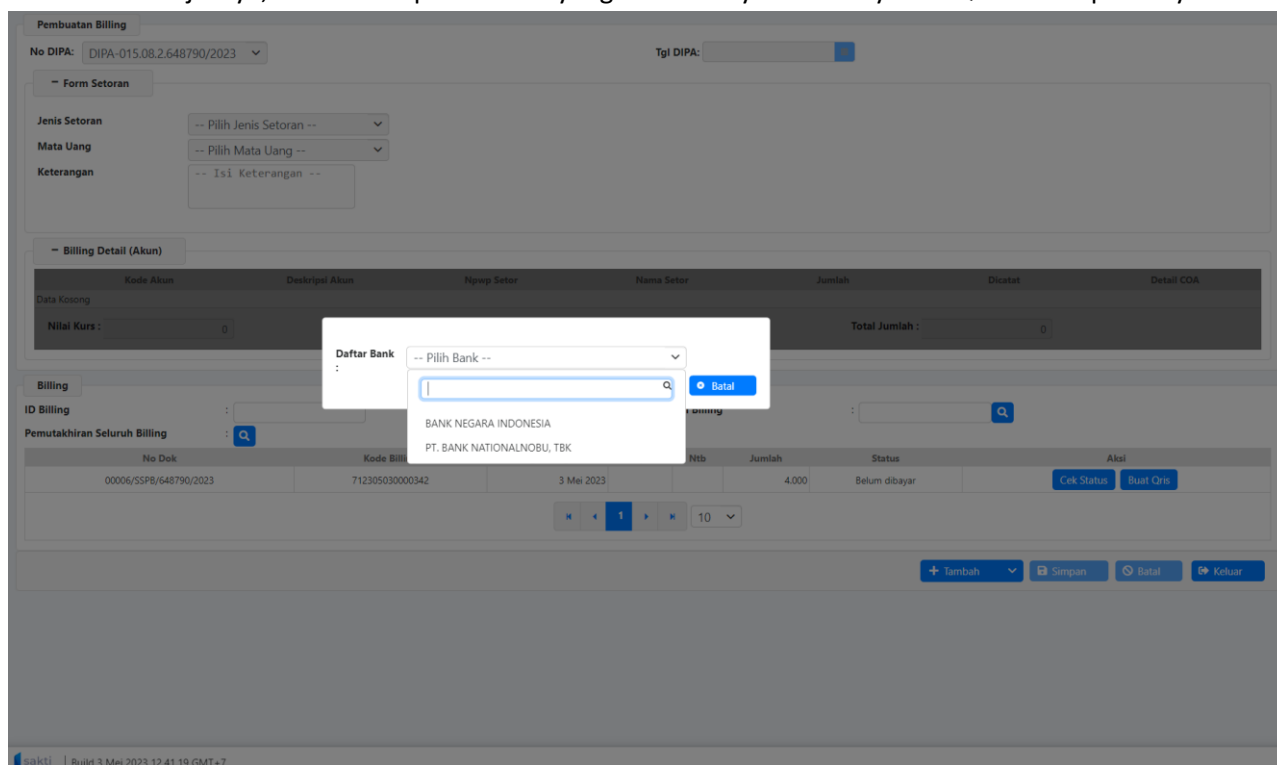 Pembuatan Billing
No DIPA: DIPA-015.08.2.648790/2023 Tgl DIPA:
− Form Setoran
Jenis Setoran -- Pilih Jenis Setoran --
Mata Uang -- Pilih Mata Uang --
Keterangan -- Isi Keterangan --
− Billing Detail (Akun)
Kode Akun Deskripsi Akun Npwp Setor Nama Setor Jumlah Dicatat Detail COA
Data Kosong
Nilai Kurs : 0 Total Jumlah : 0
Daftar Bank : -- Pilih Bank --
Batal
BANK NEGARA INDONESIA
PT. BANK NATIONALNOBU, TBK
Billing
ID Billing : Billing :
Pemutakhiran Seluruh Billing :
No Dok Kode Ntb Jumlah Status Aksi
00006/SSPB/648790/2023 712305030000342 3 Mei 2023 4.000 Belum dibayar Cek Status Buat Qris
1 10
+ Tambah Simpan Batal Keluar
sakti | Build 3 Mei 2023 12.41.19 GMT+7